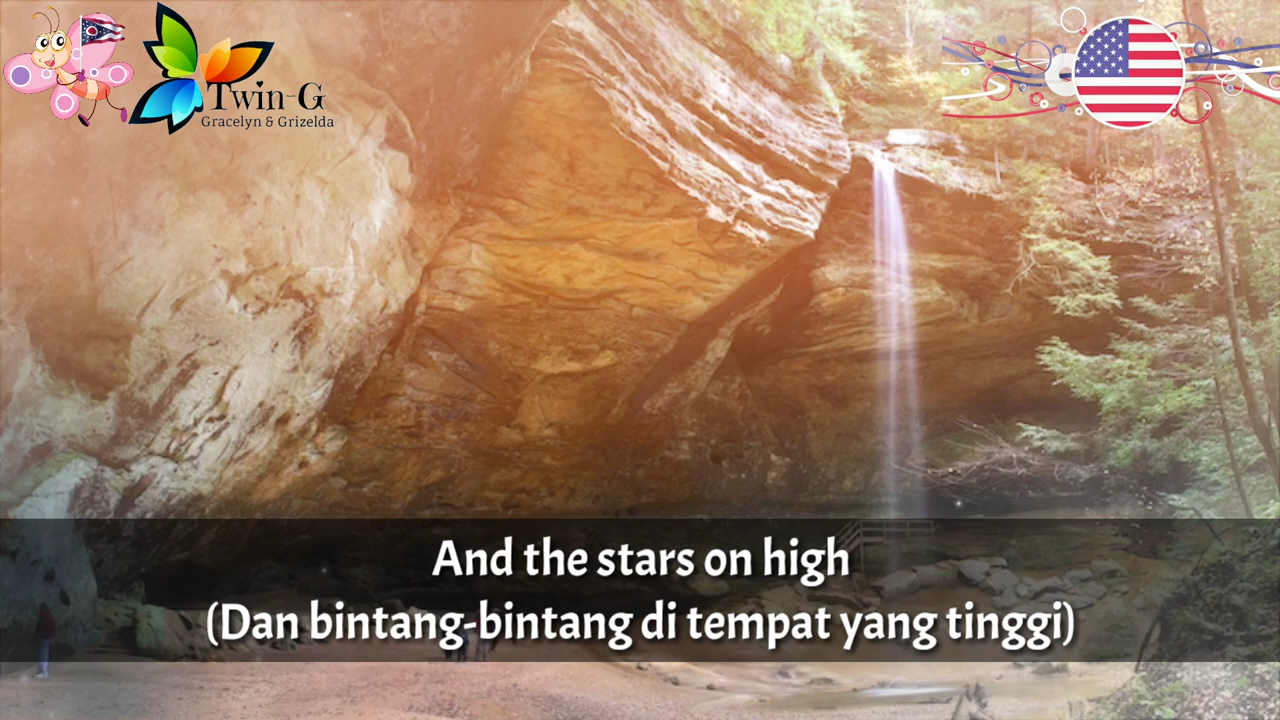 Twin-G
Gracelyn & Grizelda
And the stars on high
(Dan bintang-bintang di tempat yang tinggi)